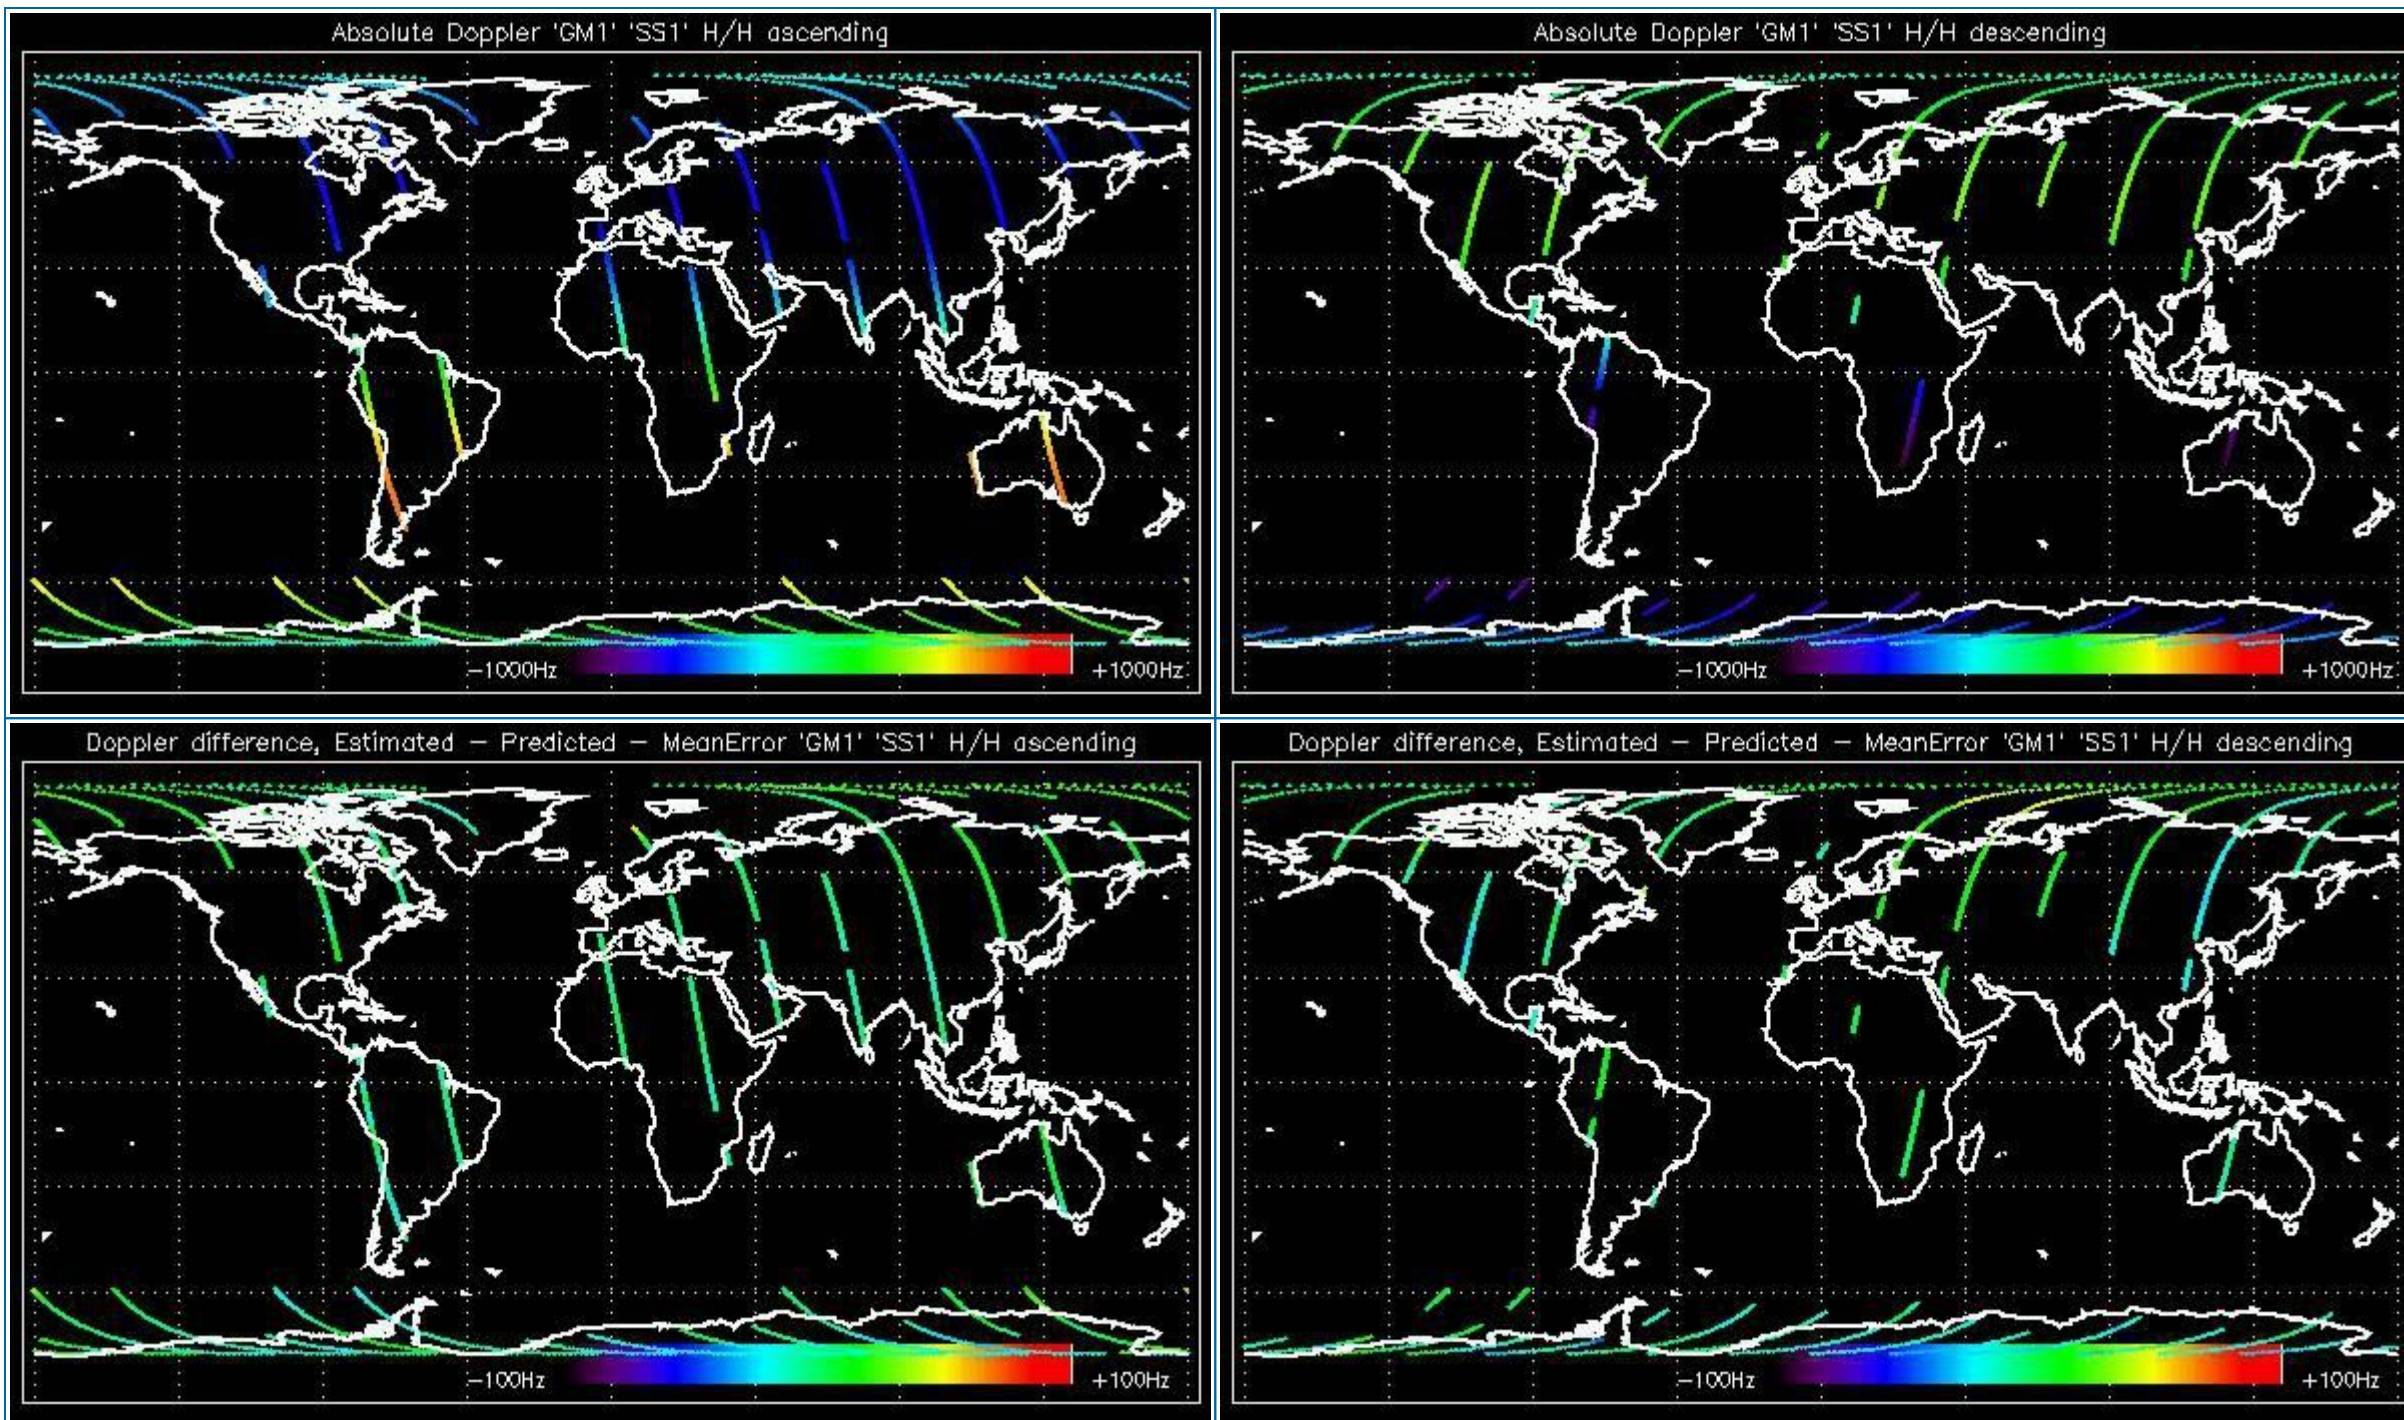 Absolute Doppler 'GM1' 'SS1' H/H ascending
−1000Hz
+1000Hz
Absolute Doppler 'GM1' 'SS1' H/H descending
−1000Hz
+1000Hz
Doppler difference, Estimated − Predicted − MeanError 'GM1' 'SS1' H/H ascending
−100Hz
+100Hz
Doppler difference, Estimated − Predicted − MeanError 'GM1' 'SS1' H/H descending
−100Hz
+100Hz